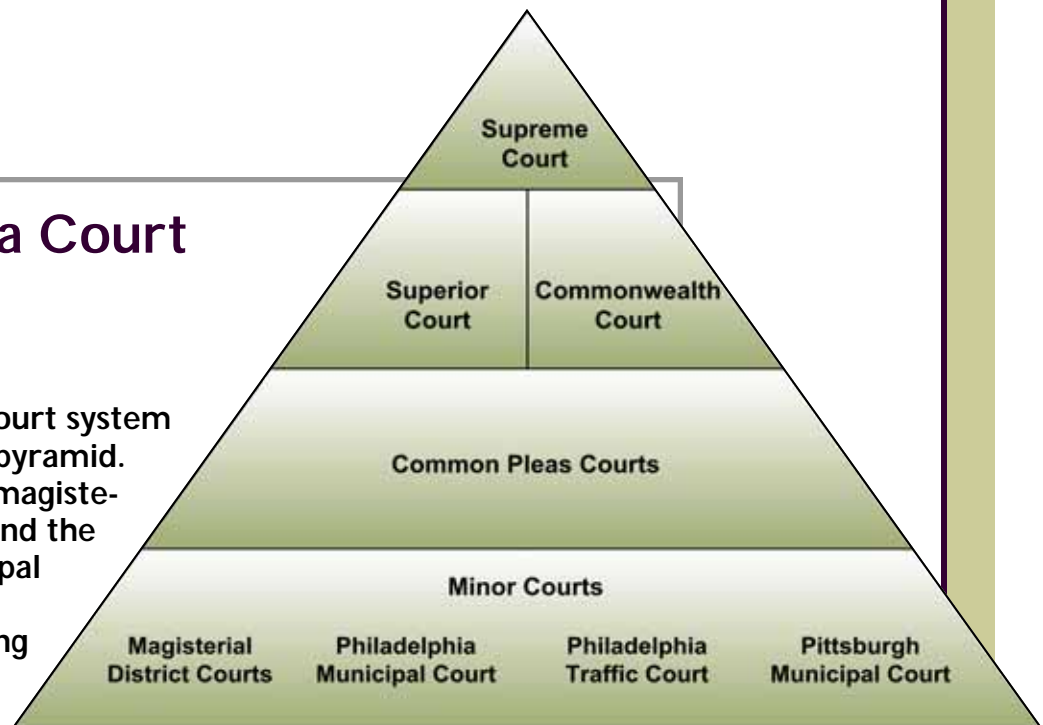 a Court
ourt system
pyramid.
magiste-
nd the
pal
ng
Supreme
Court
Superior
Court
Commonwealth
Court
Common Pleas Courts
Minor Courts
Magisterial
District Courts
Philadelphia
Municipal Court
Philadelphia
Traffic Court
Pittsburgh
Municipal Court